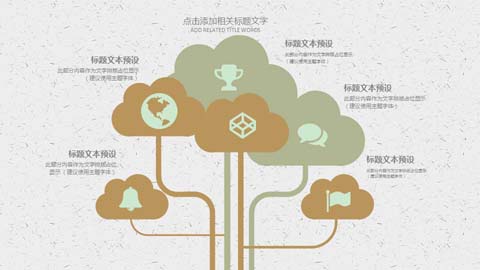 点击添加相关标题文字
ADD RELATED TITLE WORDS
标题文本预设
此部分内容作为文字排版占位显示
（建议使用主题字体）
标题文本预设
此部分内容作为文字排版占位显示
（建议使用主题字体）
标题文本预设
此部分内容作为文字排版占位显示
（建议使用主题字体）
标题文本预设
此部分内容作为文字排版占位
显示（建议使用主题字体）
标题文本预设
此部分内容作为文字排版占位显示
（建议使用主题字体）